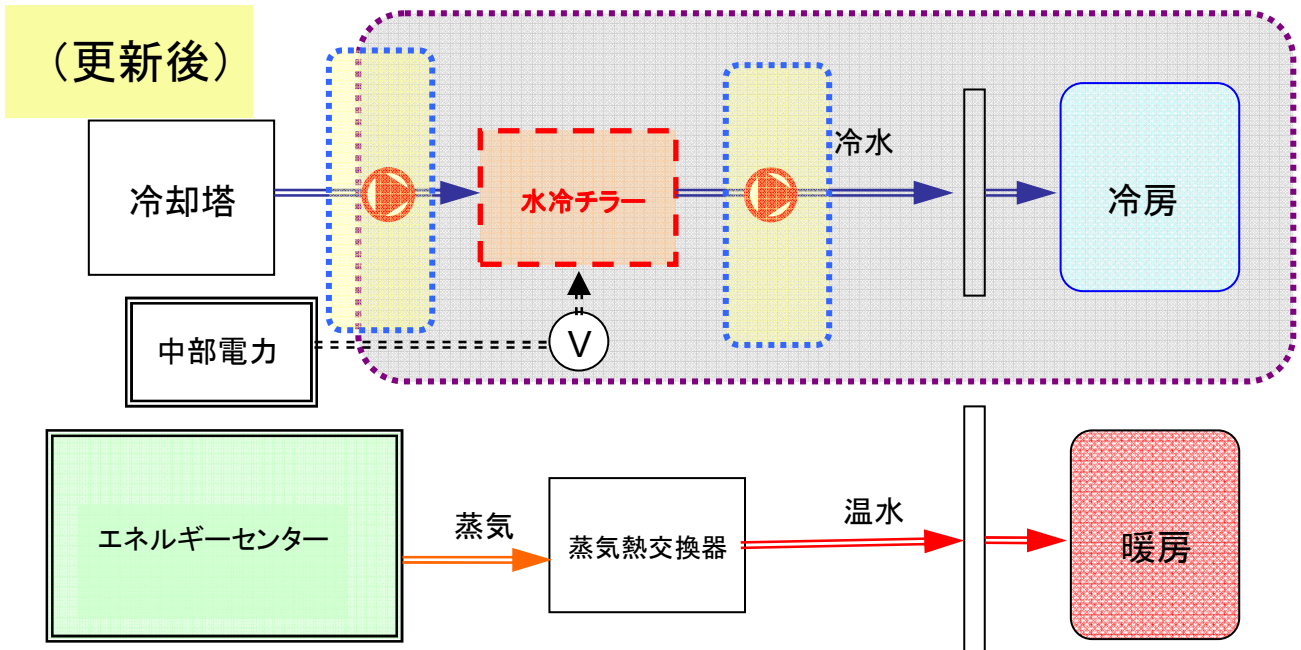 （更新後）
冷却塔
水冷チラー
冷水
冷房
中部電力
V
エネルギーセンター
蒸気
蒸気熱交換器
温水
暖房